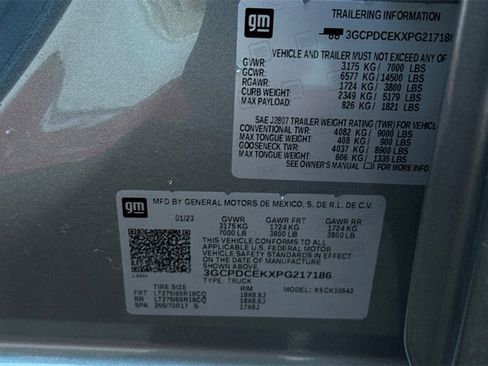 gm
TRAILERING INFORMATION
3GCPDCEKXPG217186
VEHICLE AND TRAILER MUST NOT EXCEED ANY OF
GVWR: 3175 KG / 7000 LBS
GCWR: 6577 KG / 14500 LBS
RGAWR: 1724 KG / 3800 LBS
CURB WEIGHT: 2349 KG / 5179 LBS
MAX PAYLOAD: 826 KG / 1821 LBS
SAE J2807 TRAILER WEIGHT RATING (TWR) FOR VEHICL
CONVENTIONAL TWR: 4082 KG / 9000 LBS
MAX TONGUE WEIGHT: 408 KG / 900 LBS
GOOSENECK TWR: 4037 KG / 8900 LBS
MAX TONGUE WEIGHT: 606 KG / 1335 LBS
SEE OWNER'S MANUAL FOR MORE INFO
gm
MFD BY GENERAL MOTORS DE MEXICO, S. DE R.L. DE C.V.
01/23 GVWR GAWR FRT GAWR RR
3175 KG 1724 KG 1724 KG
7000 LB 3800 LB 3800 LB
THIS VEHICLE CONFORMS TO ALL
APPLICABLE U.S. FEDERAL MOTOR
VEHICLE SAFETY STANDARDS IN EFFECT ON THE
DATE OF MANUFACTURE SHOWN ABOVE.
3GCPDCEKXPG217186
TYPE: TRUCK MODEL: X6CK10543
TIRE SIZE RIM
FRT LT275/65R18CQ 18X8.5J
RR LT275/65R18CQ 18X8.5J
SPA 265/70R17 S 17X8J